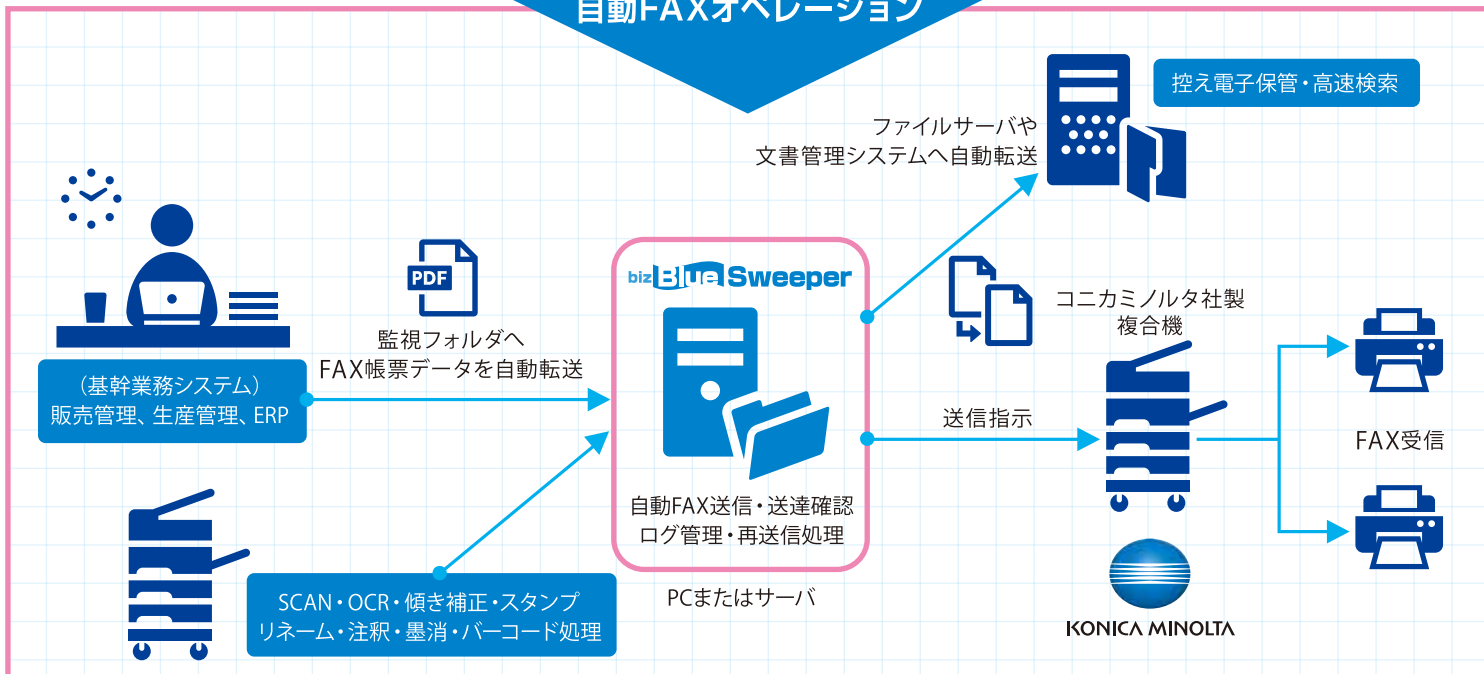 自動FAXオペレーション
控え電子保管・高速検索
ファイルサーバや
文書管理システムへ自動転送
PDF
監視フォルダへ
FAX帳票データを自動転送
(基幹業務システム)
販売管理、生産管理、ERP
biz Blue Sweeper
自動FAX送信・送達確認
ログ管理・再送信処理
PCまたはサーバ
コニカミノルタ社製
複合機
送信指示
FAX受信
SCAN・OCR・傾き補正・スタンプ
リネーム・注釈・墨消・バーコード処理
KONICA MINOLTA